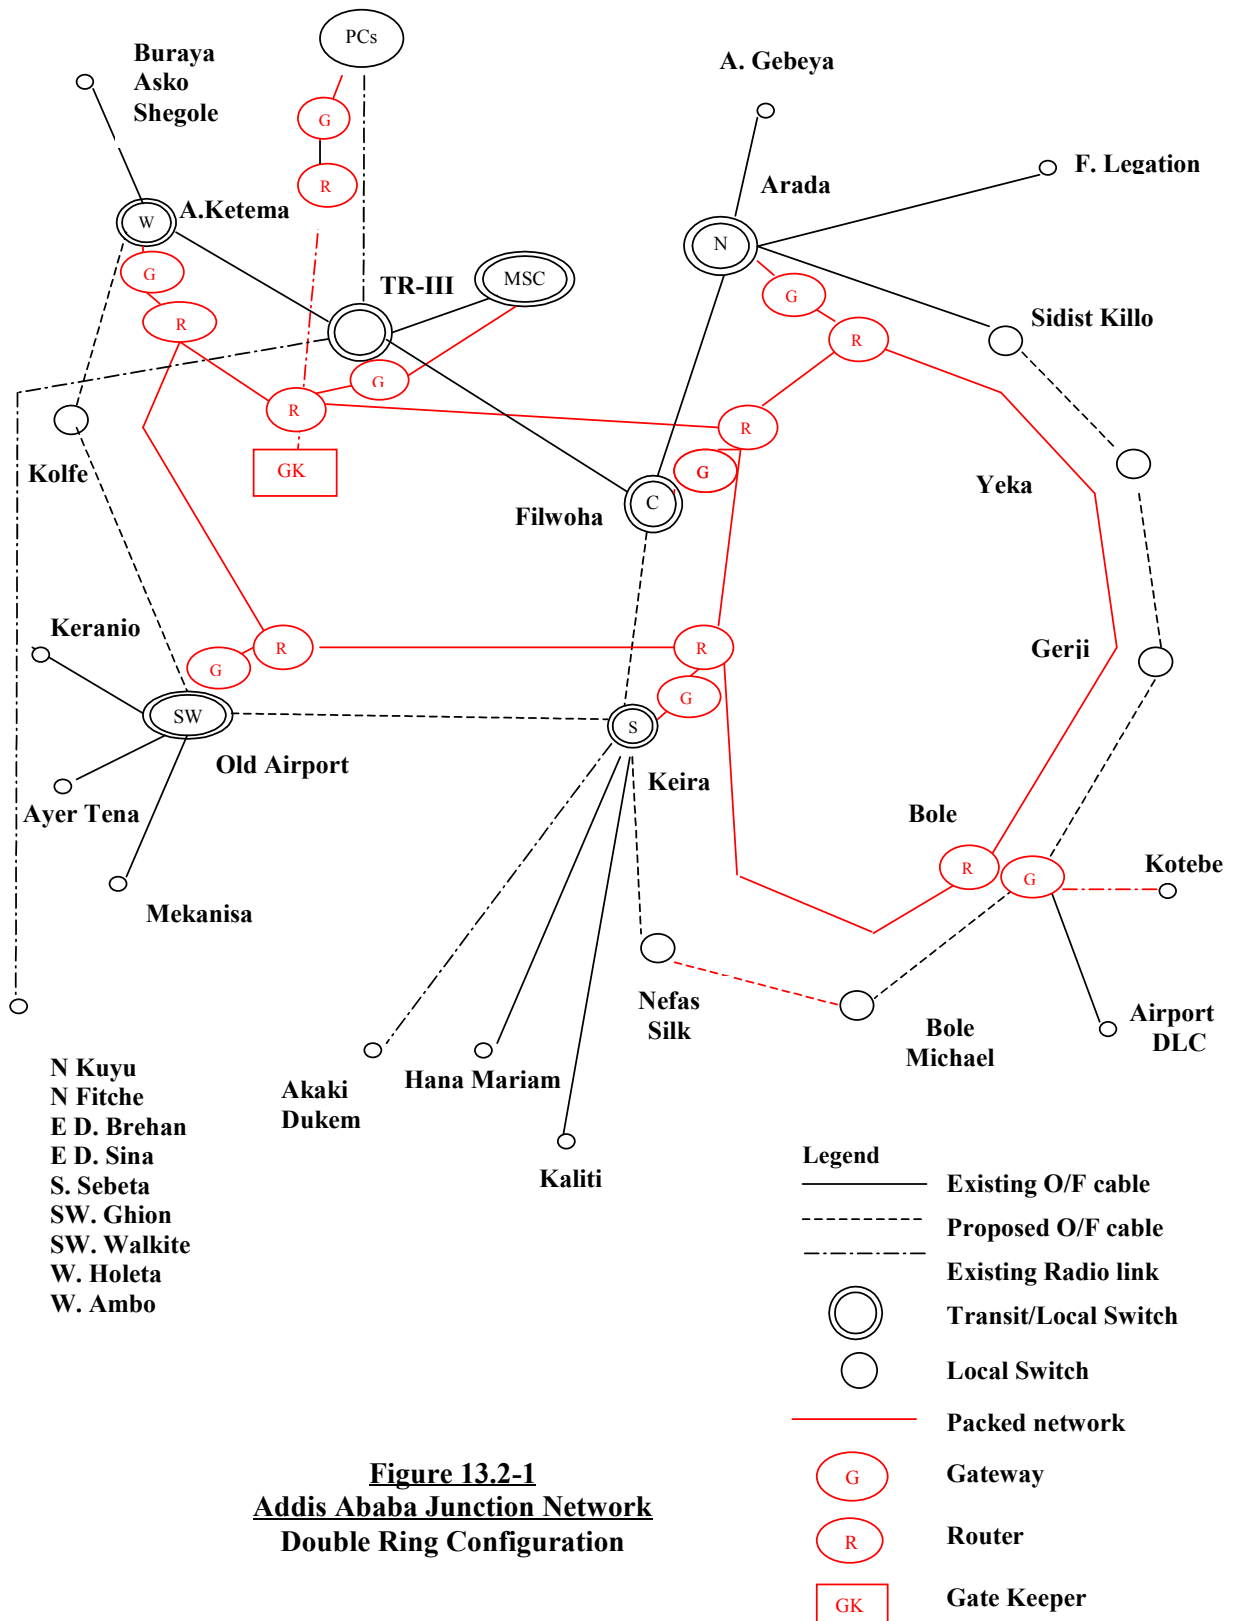 PCs
Buraya
Asko
Shegole
A. Gebeya
G
F. Legation
R
Arada
A.Ketema
W
N
G
TR-III
MSC
G
R
Sidist Killo
R
G
R
R
Kolfe
GK
G
Yeka
C
Filwoha
Keranio
R
R
Gerji
G
G
SW
S
Old Airport
Keira
Ayer Tena
Bole
R
G
Kotebe
Mekanisa
Nefas
Silk
Bole
Michael
Airport
DLC
N Kuyu
N Fitche
E D. Brehan
E D. Sina
S. Sebeta
SW. Ghion
SW. Walkite
W. Holeta
W. Ambo
Akaki
Dukem
Hana Mariam
Kaliti
Legend
Existing O/F cable
Proposed O/F cable
Existing Radio link
Transit/Local Switch
Local Switch
Packed network
G
Gateway
R
Router
GK
Gate Keeper
Figure 13.2-1
Addis Ababa Junction Network
Double Ring Configuration